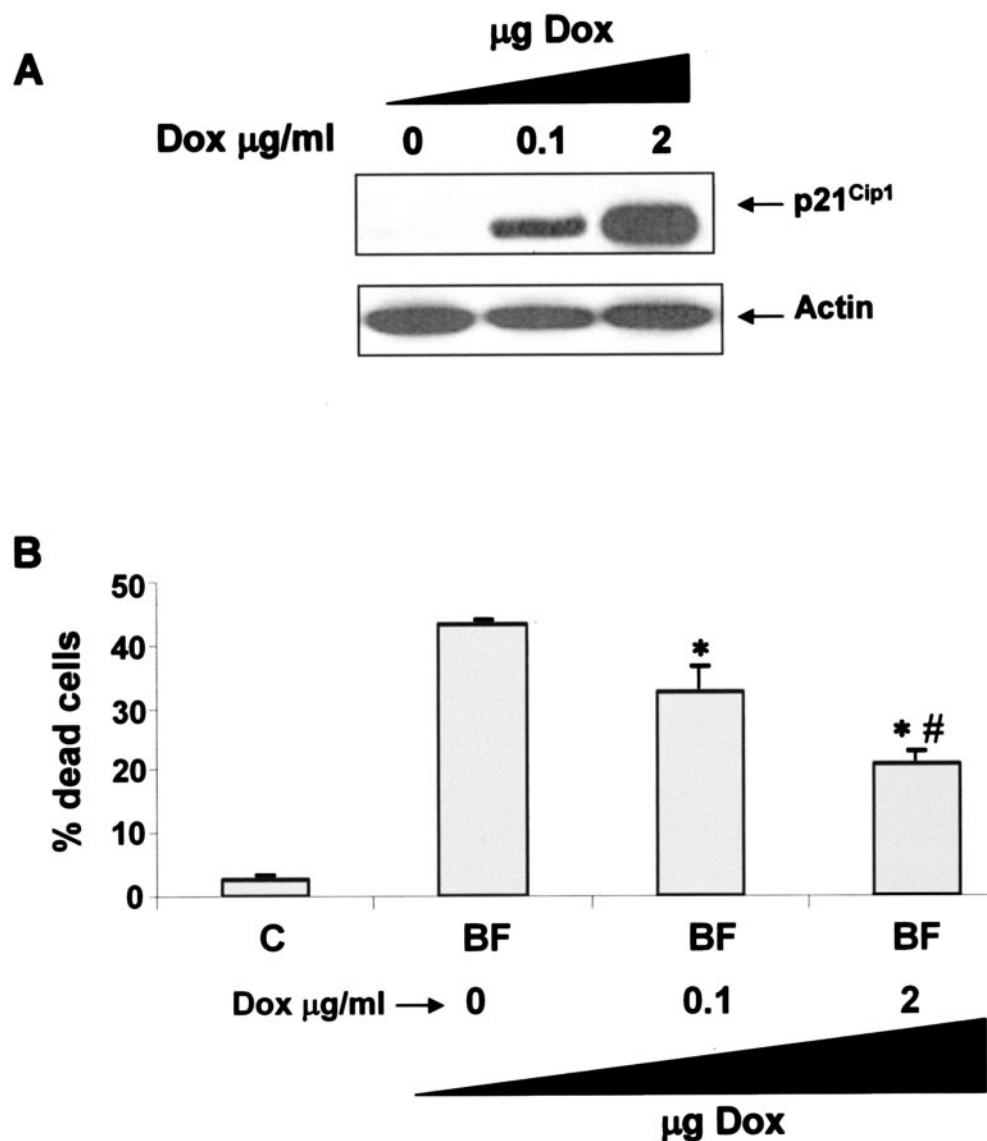 A
μg Dox
Dox μg/ml 0 0.1 2
p21Cip1
Actin
B
% dead cells
50
40
30
20
10
0
*
* #
C BF BF BF
Dox μg/ml 0 0.1 2
μg Dox